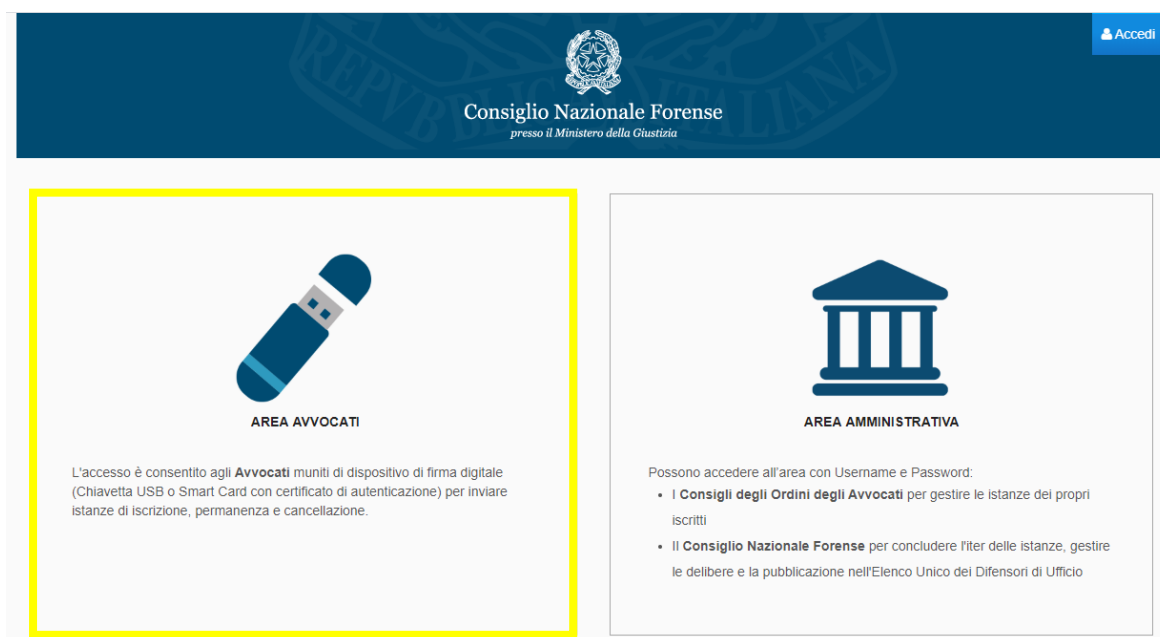 REPVBBLICA ITALIANA
Accedi
Consiglio Nazionale Forense
presso il Ministero della Giustizia
AREA AVVOCATI
L'accesso è consentito agli Avvocati muniti di dispositivo di firma digitale
(Chiavetta USB o Smart Card con certificato di autenticazione) per inviare
istanze di iscrizione, permanenza e cancellazione.
AREA AMMINISTRATIVA
Possono accedere all'area con Username e Password:
• I Consigli degli Ordini degli Avvocati per gestire le istanze dei propri
iscritti
• Il Consiglio Nazionale Forense per concludere l'iter delle istanze, gestire
le delibere e la pubblicazione nell'Elenco Unico dei Difensori di Ufficio